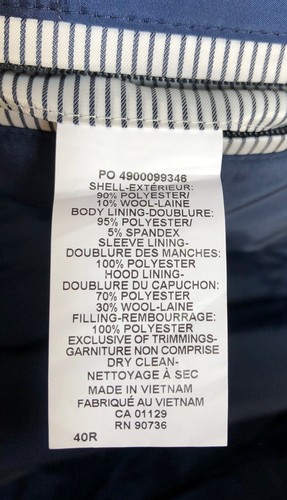 PO 4900099346
SHELL-EXTÉRIEUR:
90% POLYESTER/
10% WOOL-LAINE
BODY LINING-DOUBLURE:
95% POLYESTER/
5% SPANDEX
SLEEVE LINING-
DOUBLURE DES MANCHES:
100% POLYESTER
HOOD LINING-
DOUBLURE DU CAPUCHON:
70% POLYESTER
30% WOOL-LAINE
FILLING-REMBOURRAGE:
100% POLYESTER
EXCLUSIVE OF TRIMMINGS-
GARNITURE NON COMPRISE
DRY CLEAN-
NETTOYAGE À SEC
MADE IN VIETNAM
FABRIQUÉ AU VIETNAM
CA 01129
RN 90736
40R